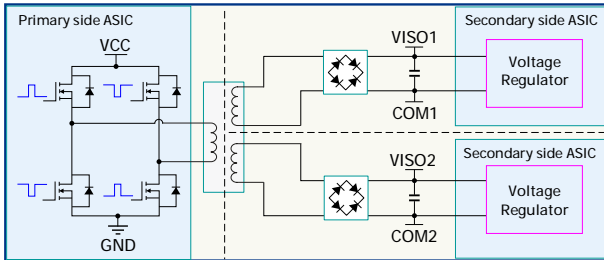 Primary side ASIC
VCC
GND
VISO1
COM1
Secondary side ASIC
Voltage
Regulator
VISO2
COM2
Secondary side ASIC
Voltage
Regulator